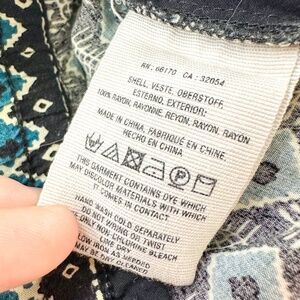 RN: 66170 CA: 32054
SHELL, VESTE, OBERSTOFF,
ESTERNO, EXTERIOR:
100% RAYON, RAYONNE, REYON, RAYON, RAYÓN
MADE IN CHINA, FABRIQUÉ EN CHINE
HECHO EN CHINA
P
THIS GARMENT CONTAINS DYE WHICH
MAY DISCOLOR MATERIALS WITH WHICH
IT COMES IN CONTACT
HAND WASH COLD SEPARATELY
DO NOT WRING OR TWIST
ONLY NON-CHLORINE BLEACH
LINE DRY
LOW IRON AS NEEDED
MAY BE DRY CLEANED